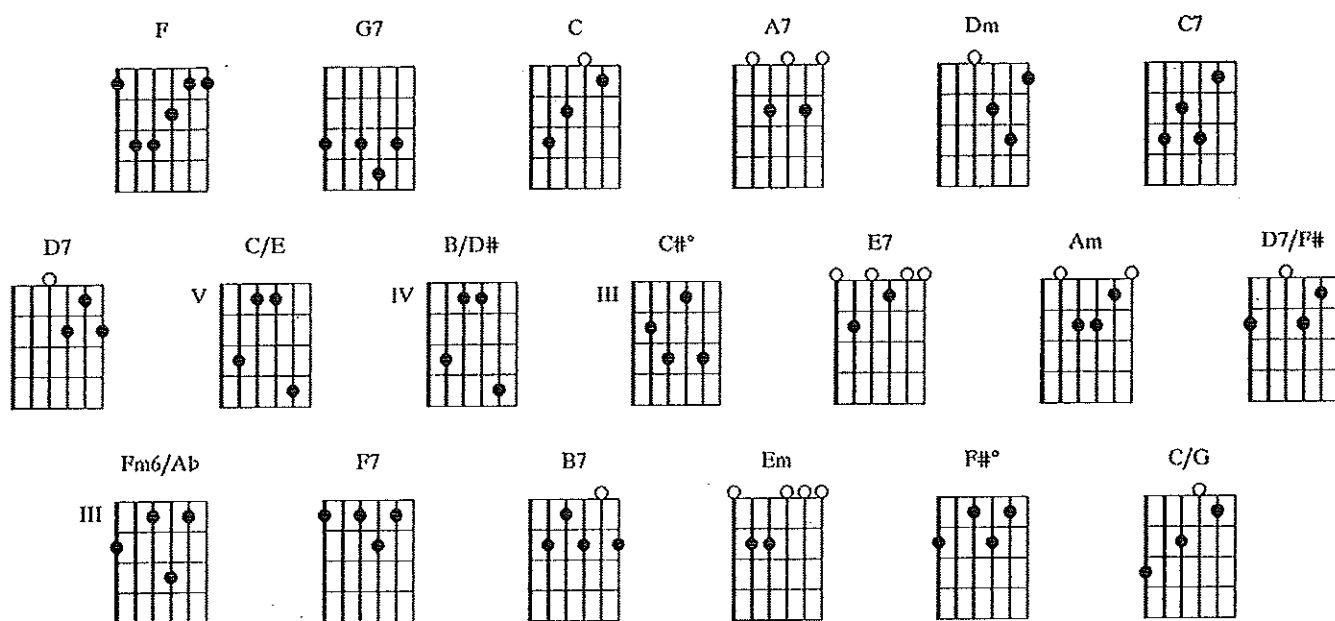 F G7 C A7 Dm C7
D7 C/E B/D# C#° E7 Am D7/F#
V IV III
Fm6/Ab F7 B7 Em F#° C/G
III